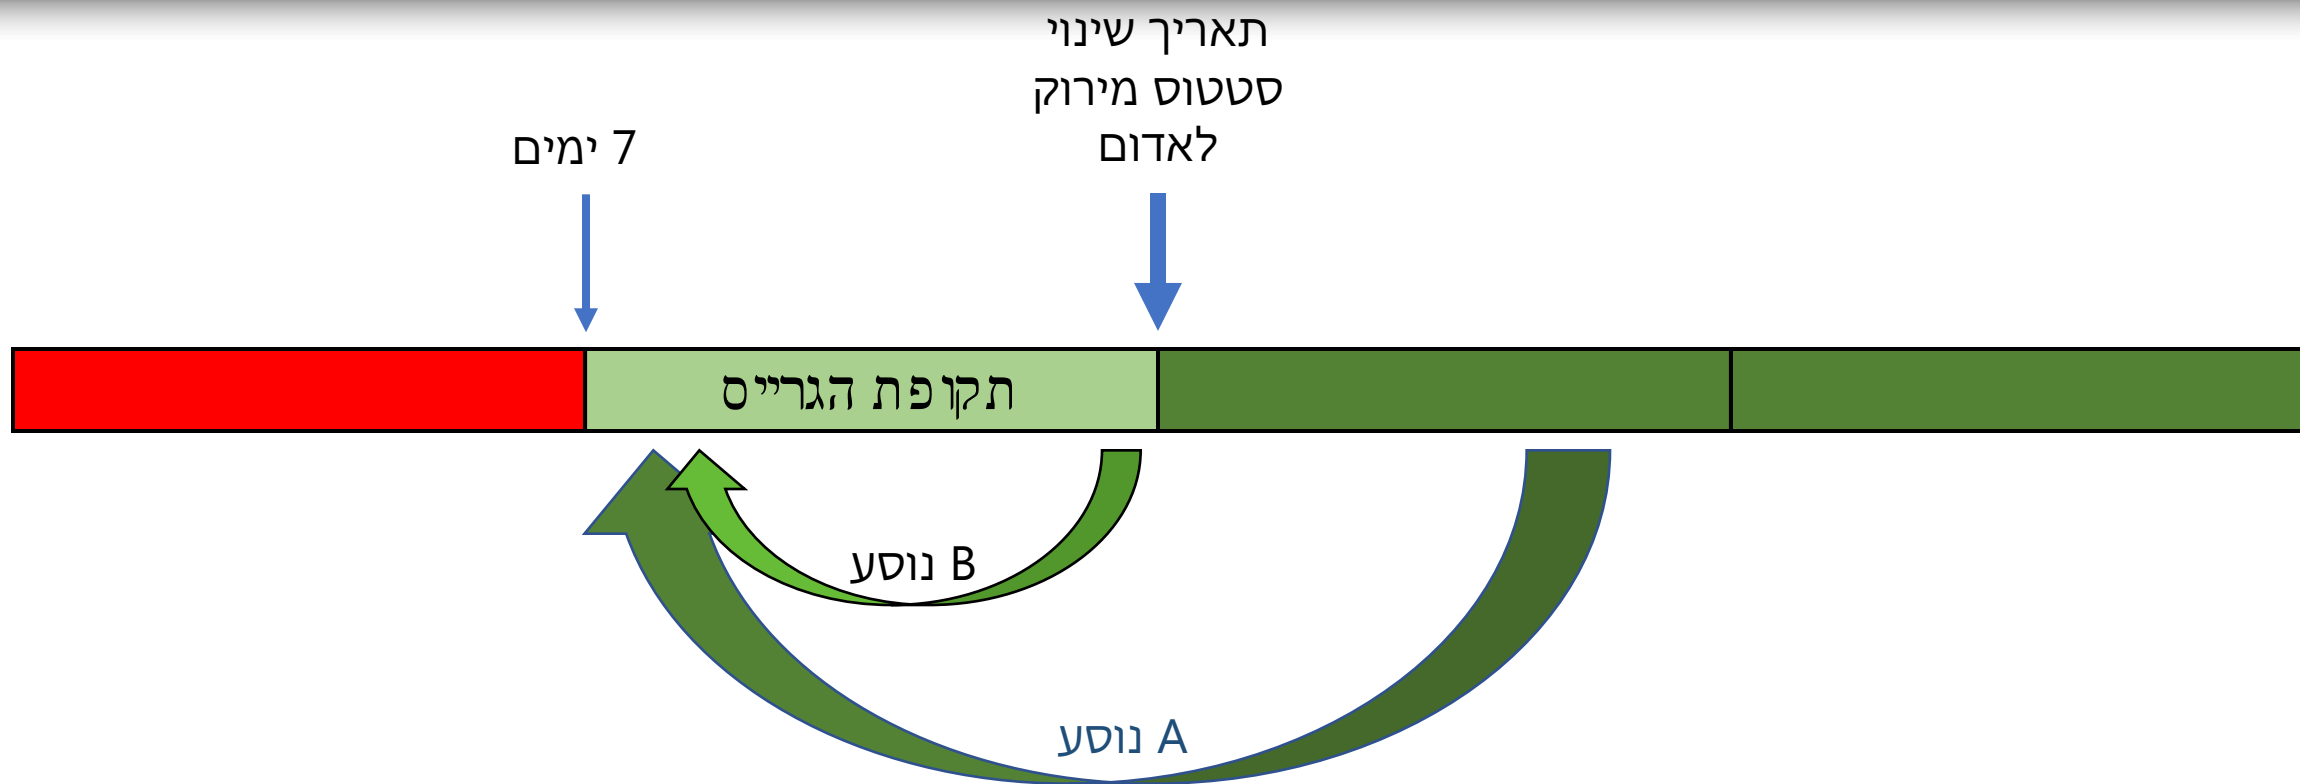 תאריך שינוי
סטטוס מירוק
לאדום
7 ימים
תקופת הגרייס
נוסע B
נוסע A